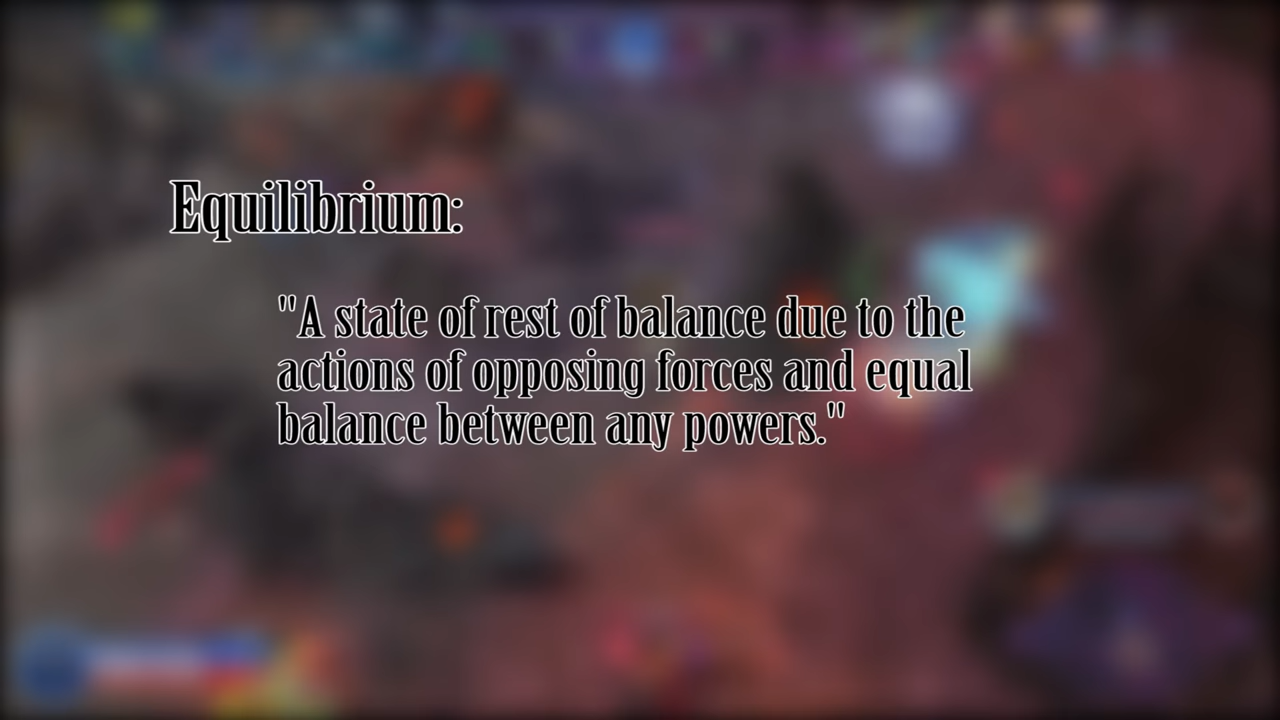 Equilibrium:
"A state of rest of balance due to the
actions of opposing forces and equal
balance between any powers."